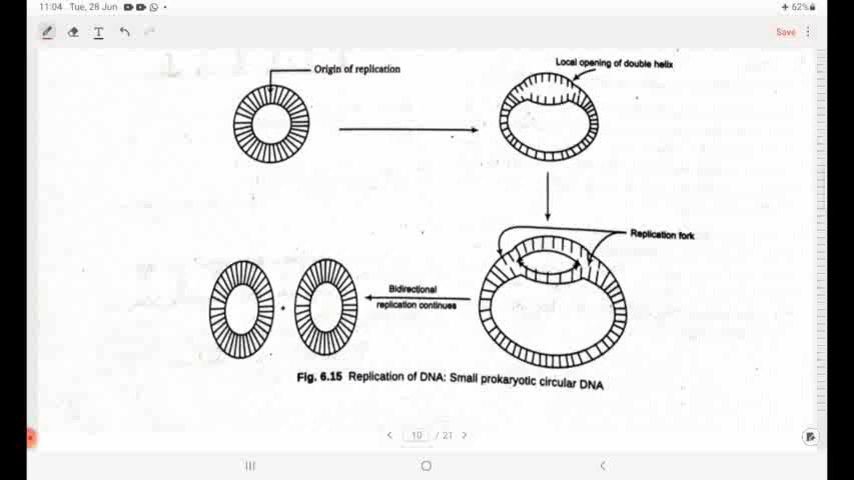 11:04 Tue, 28 Jun
62%
T
Save
Origin of replication
Local opening of double helix
Replication fork
Bidirectional
replication continues
+
Fig. 6.15 Replication of DNA: Small prokaryotic circular DNA
< 10 / 21 >